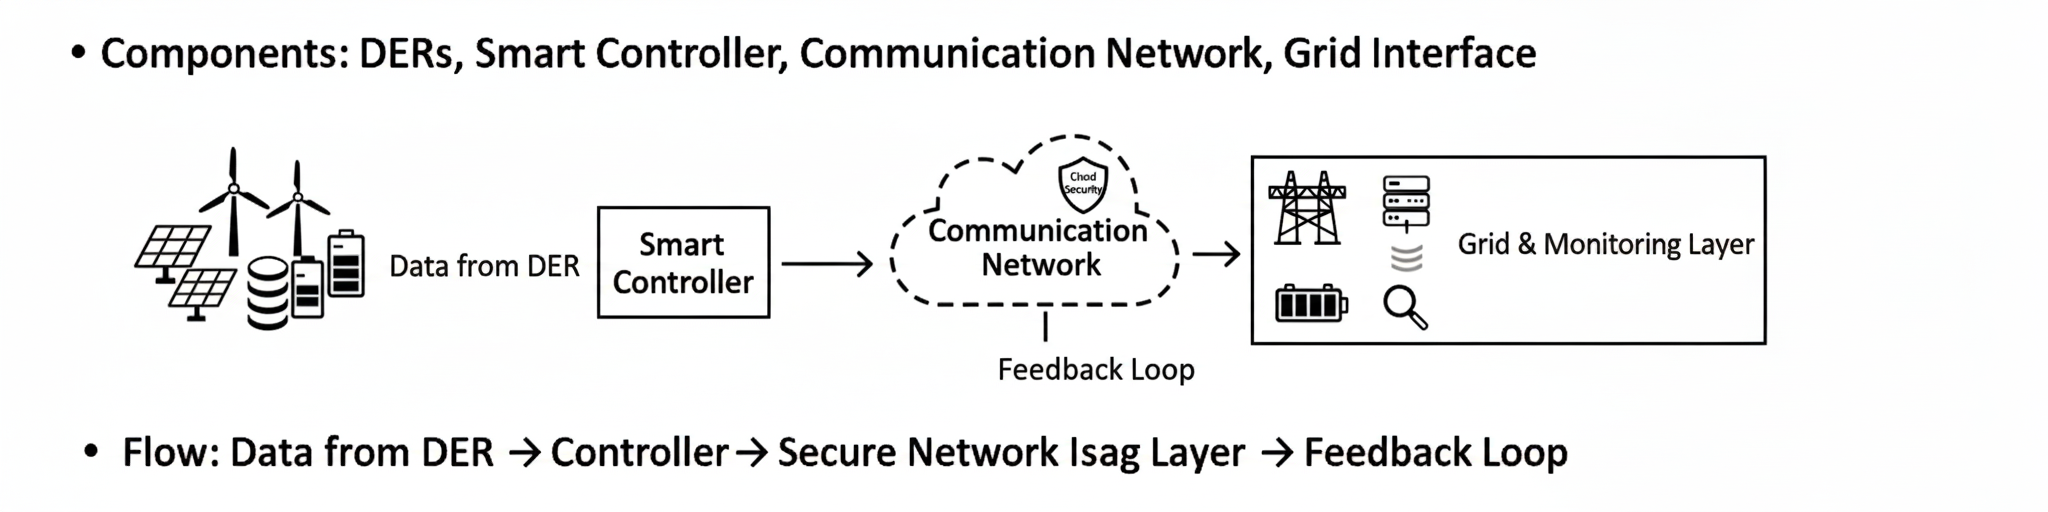 • Components: DERs, Smart Controller, Communication Network, Grid Interface
Data from DER
Smart
Controller
Chod
Security
Communication
Network
Feedback Loop
Grid & Monitoring Layer
• Flow: Data from DER → Controller → Secure Network Isag Layer → Feedback Loop